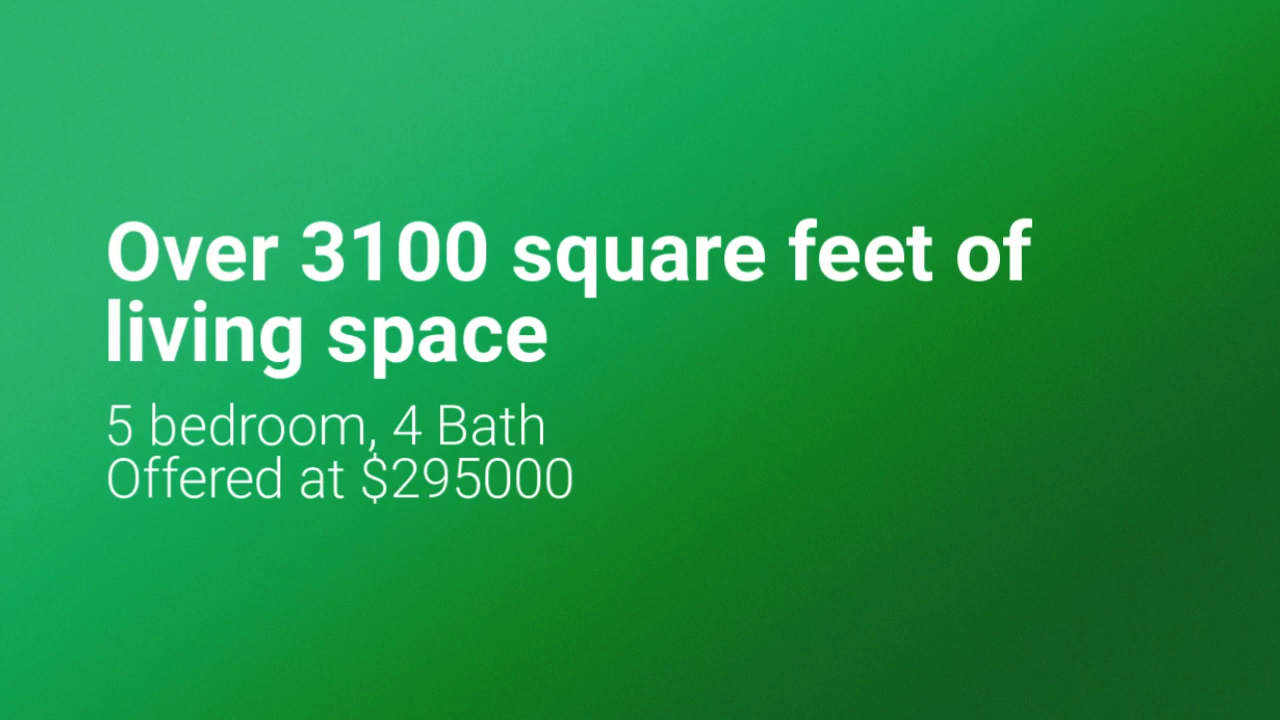 Over 3100 square feet of
living space
5 bedroom, 4 Bath
Offered at $295000